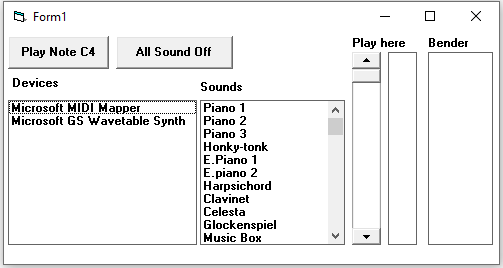 Form1
Play Note C4
All Sound Off
Play here
Bender
Devices
Sounds
Microsoft MIDI Mapper
Microsoft GS Wavetable Synth
Piano 1
Piano 2
Piano 3
Honky-tonk
E.Piano 1
E.piano 2
Harpsichord
Clavinet
Celesta
Glockenspiel
Music Box